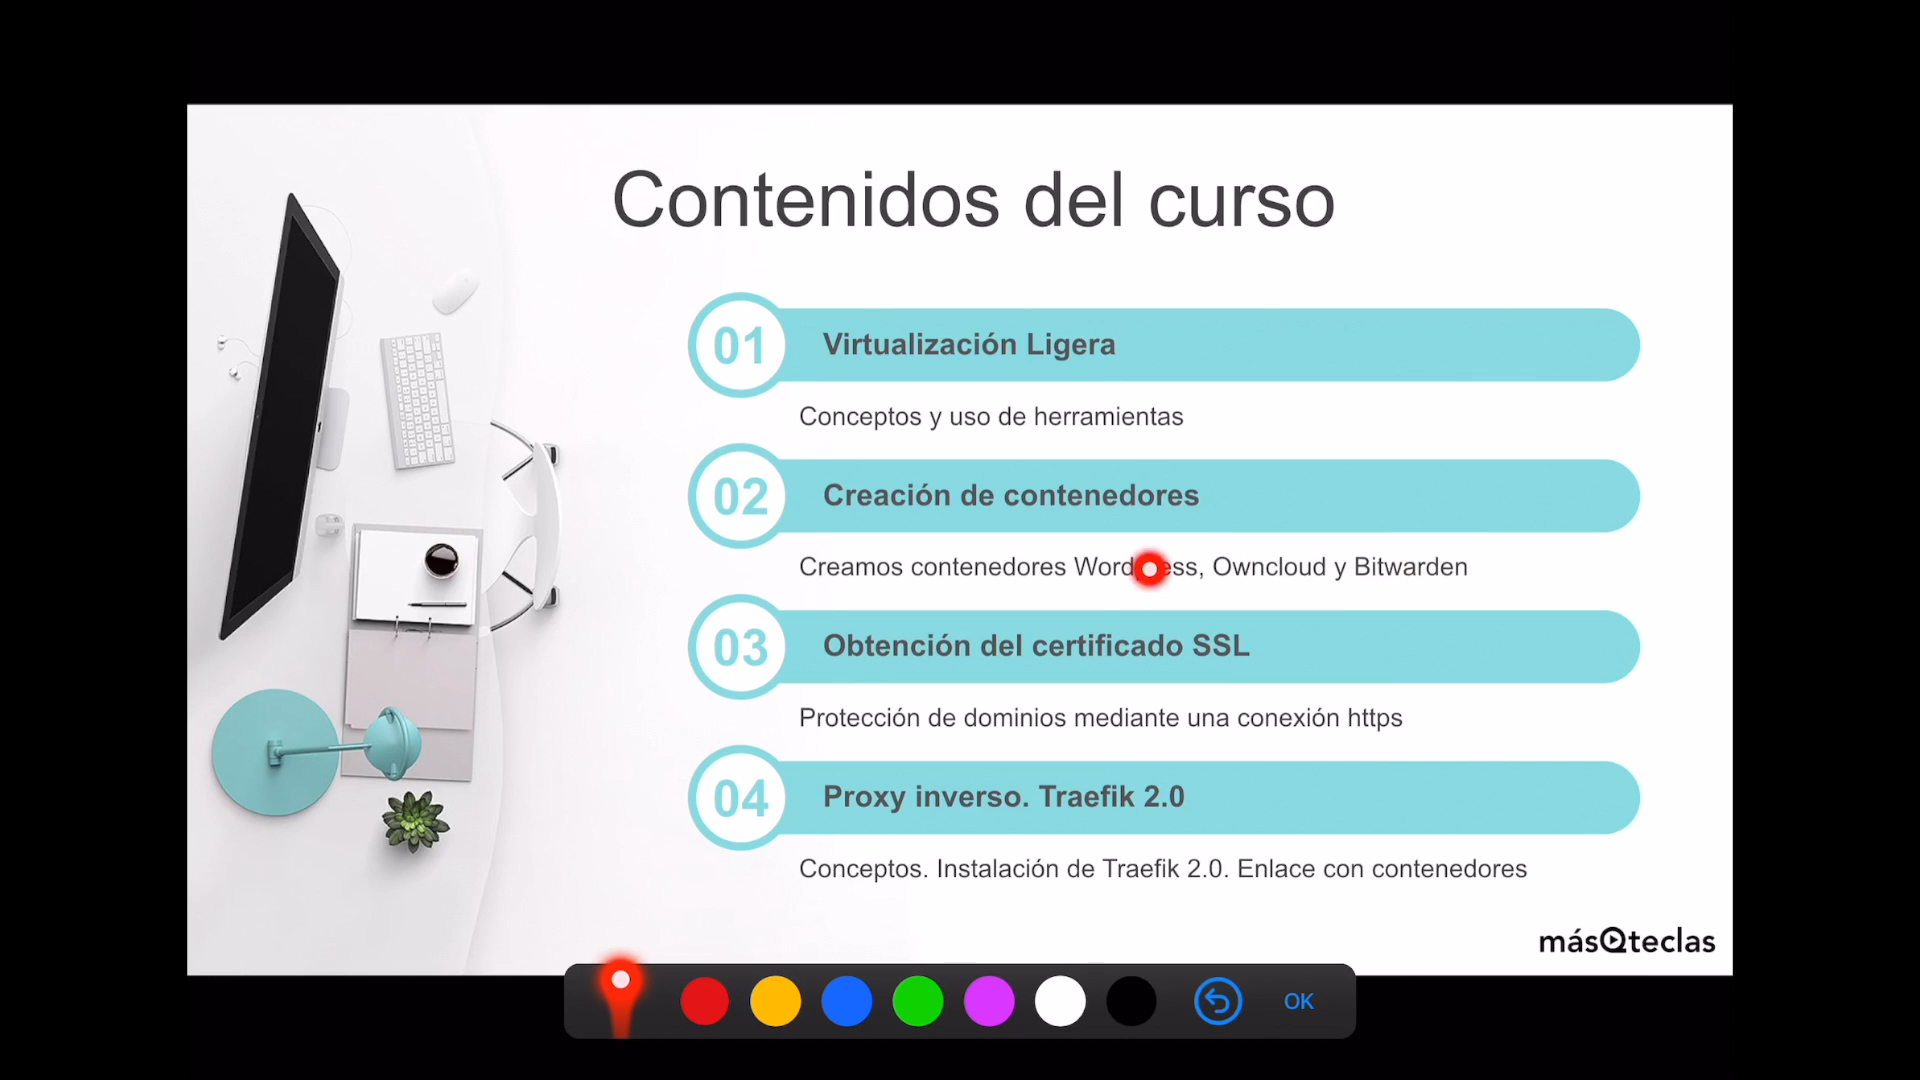 Contenidos del curso
01 Virtualización Ligera
Conceptos y uso de herramientas
02 Creación de contenedores
Creamos contenedores Owncloud y Bitwarden
03 Obtención del certificado SSL
Protección de dominios mediante una conexión https
04 Proxy inverso. Traefik 2.0
Conceptos. Instalación de Traefik 2.0. Enlace con contenedores
másQteclas
OK